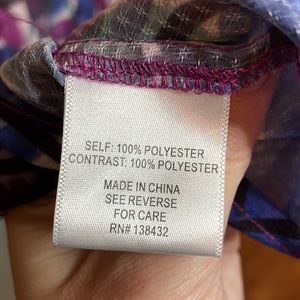 SELF: 100% POLYESTER
CONTRAST: 100% POLYESTER
MADE IN CHINA
SEE REVERSE
FOR CARE
RN# 138432